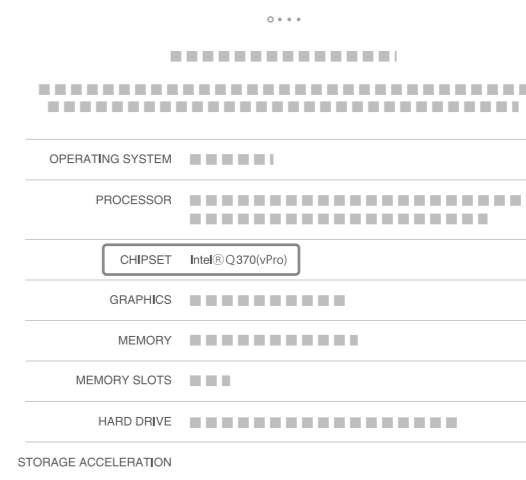 OPERATING SYSTEM
PROCESSOR
CHIPSET Intel® Q370(vPro)
GRAPHICS
MEMORY
MEMORY SLOTS
HARD DRIVE
STORAGE ACCELERATION